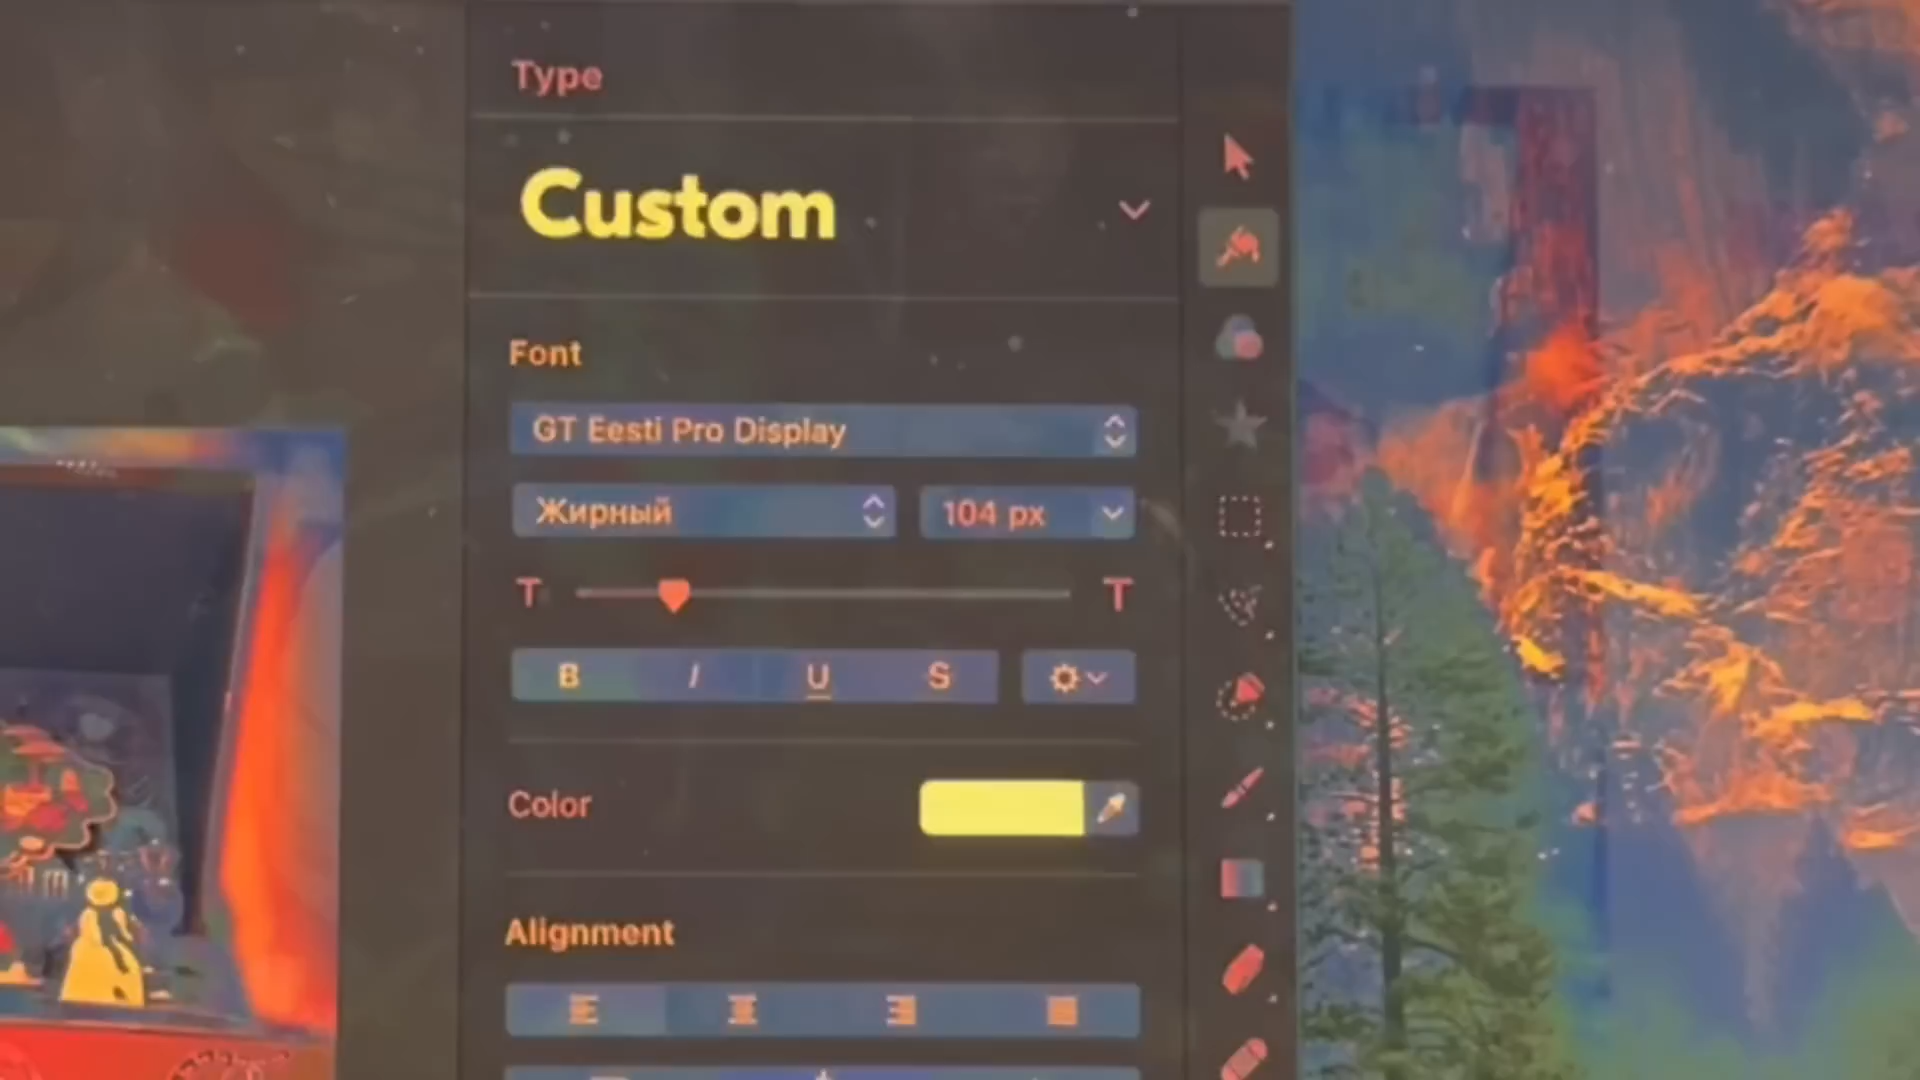 Type
Custom
Font
GT Eesti Pro Display
Жирный
104 px
T T
B I U S
Color
Alignment